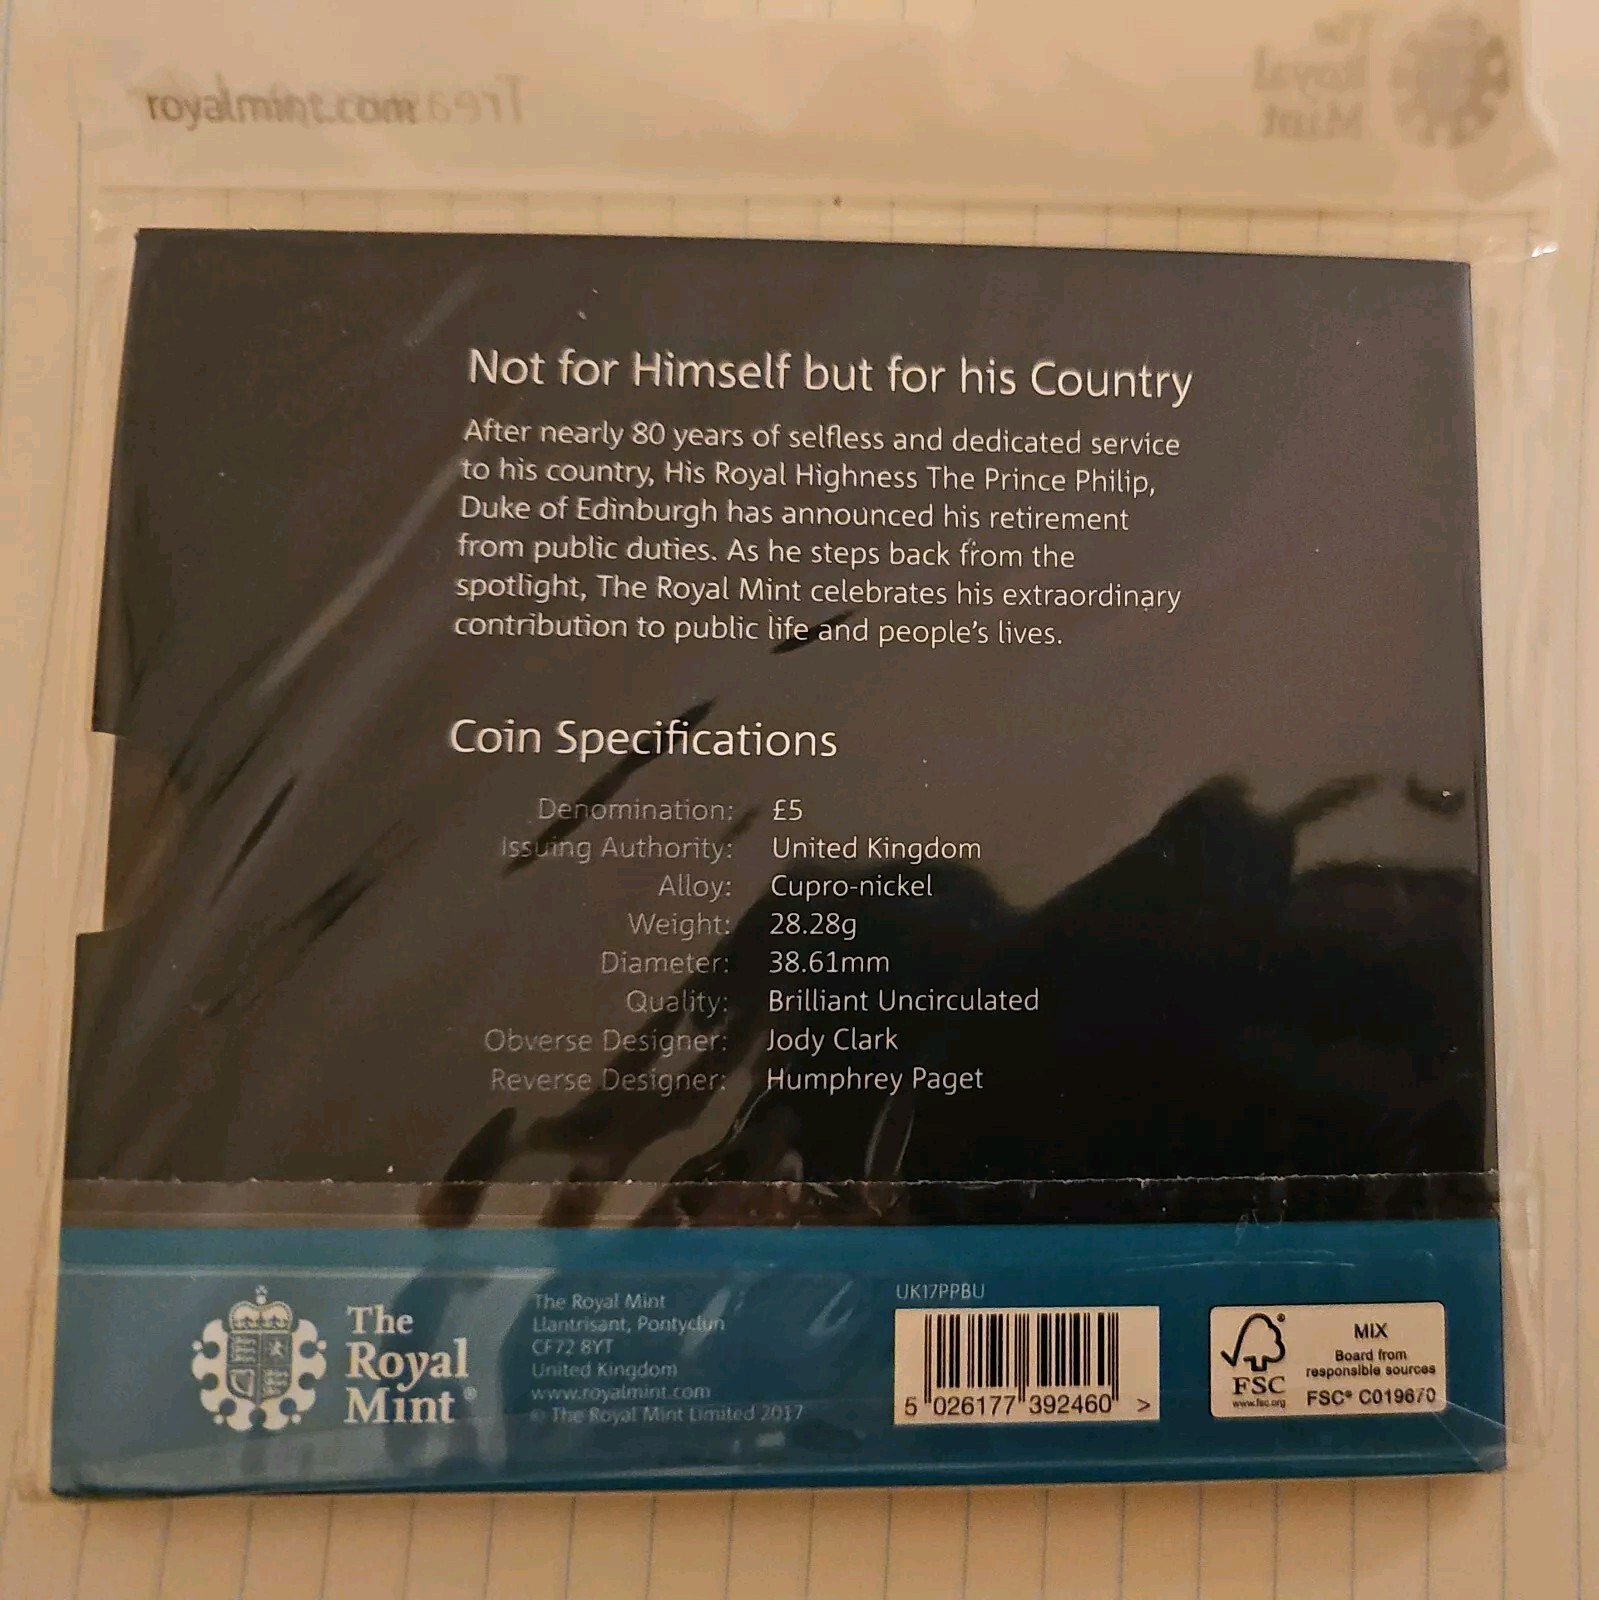 royalmint.com
The
Royal
Mint
Not for Himself but for his Country
After nearly 80 years of selfless and dedicated service
to his country, His Royal Highness The Prince Philip,
Duke of Edinburgh has announced his retirement
from public duties. As he steps back from the
spotlight, The Royal Mint celebrates his extraordinary
contribution to public life and people's lives.
Coin Specifications
Denomination: £5
Issuing Authority: United Kingdom
Alloy: Cupro-nickel
Weight: 28.28g
Diameter: 38.61mm
Quality: Brilliant Uncirculated
Obverse Designer: Jody Clark
Reverse Designer: Humphrey Paget
The
Royal
Mint®
The Royal Mint
Llantrisant, Pontyclun
CF72 8YT
United Kingdom
www.royalmint.com
© The Royal Mint Limited 2017
UK17PPBU
5 026177 392460 >
FSC
www.fsc.org
MIX
Board from
responsible sources
FSC® C019670